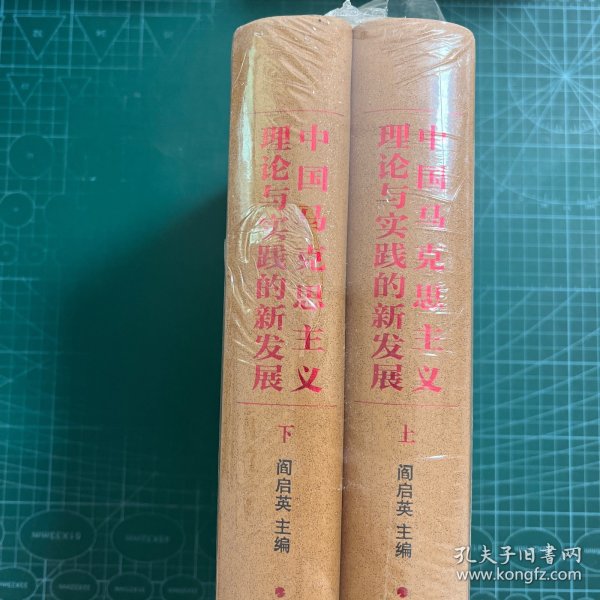 中国马克思主义
理论与实践的新发展
下
阎启英 主编
中国马克思主义
理论与实践的新发展
上
阎启英 主编
孔夫子旧书网
www.kongfz.com